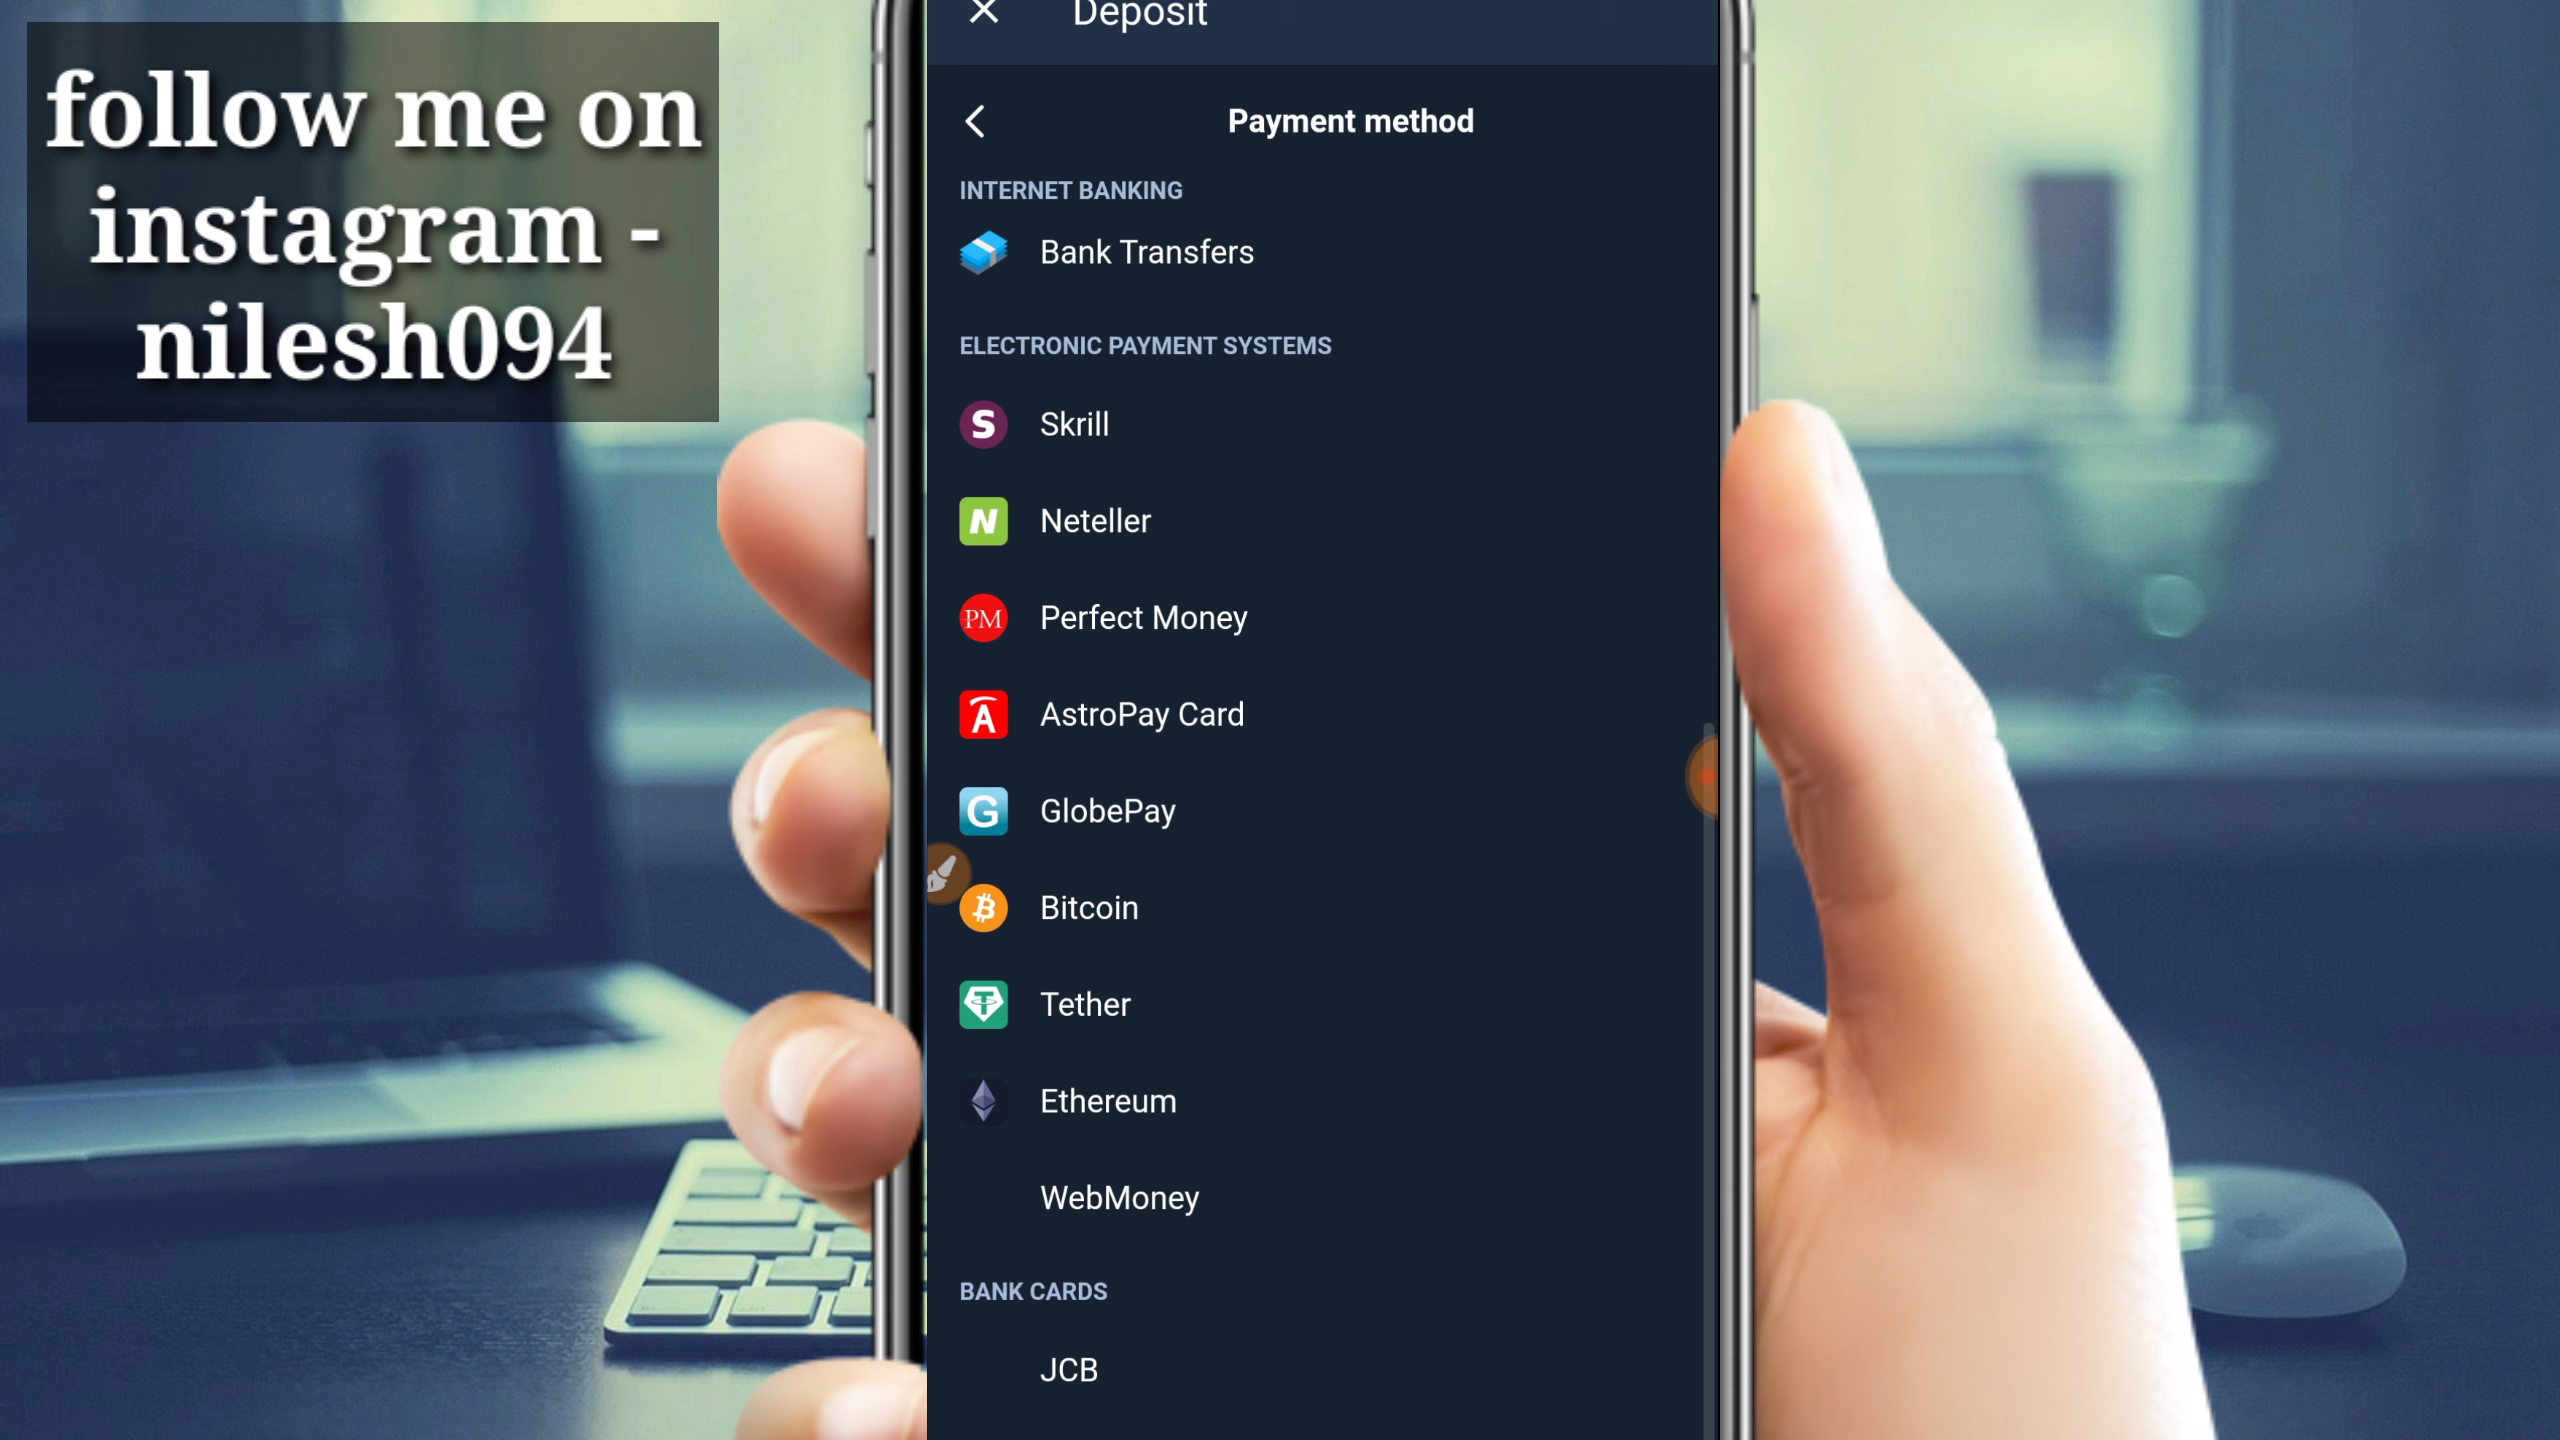 follow me on
instagram -
nilesh094
Deposit
Payment method
INTERNET BANKING
Bank Transfers
ELECTRONIC PAYMENT SYSTEMS
S Skrill
N Neteller
PM Perfect Money
A AstroPay Card
G GlobePay
Bitcoin
Tether
Ethereum
WebMoney
BANK CARDS
JCB